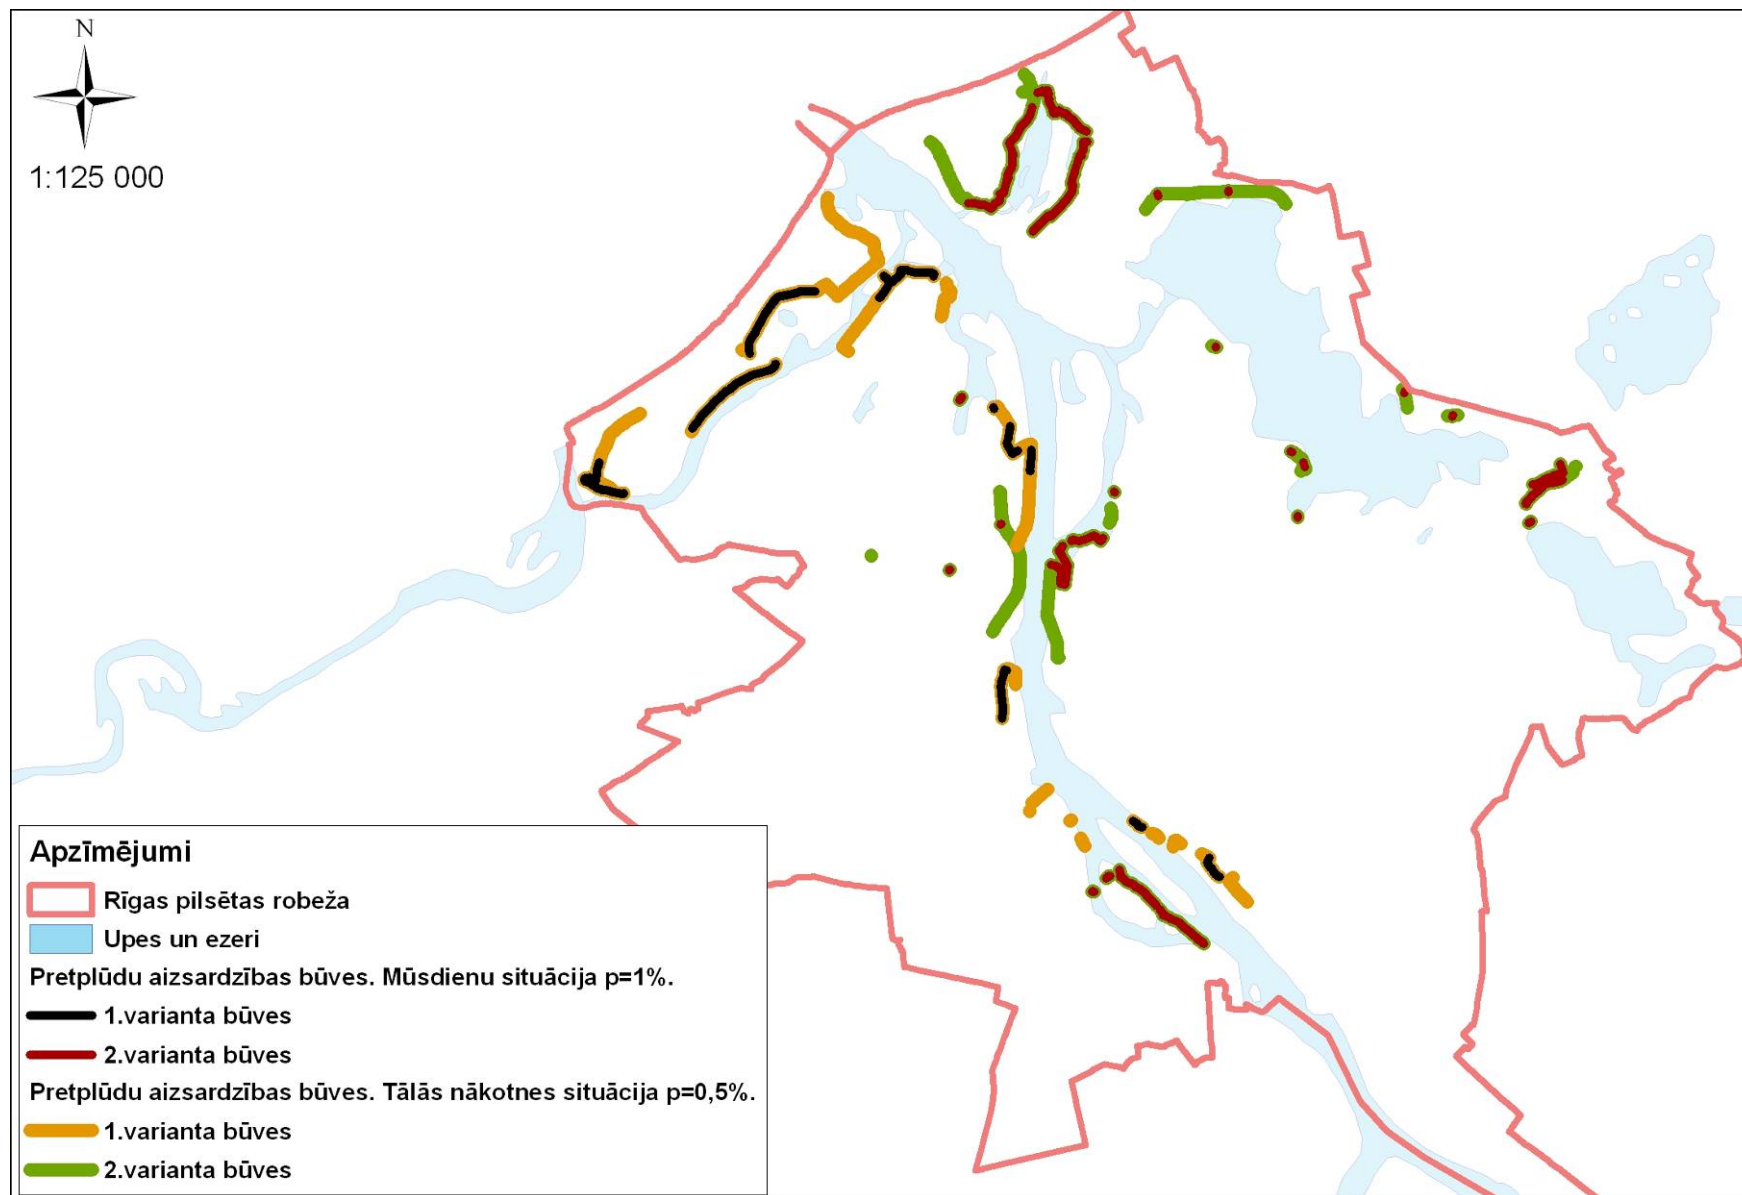 N
1:125 000
Apzīmējumi
Rīgas pilsētas robeža
Upes un ezeri
Pretplūdu aizsardzības būves. Mūsdienu situācija p=1%.
1.varianta būves
2.varianta būves
Pretplūdu aizsardzības būves. Tālās nākotnes situācija p=0,5%.
1.varianta būves
2.varianta būves